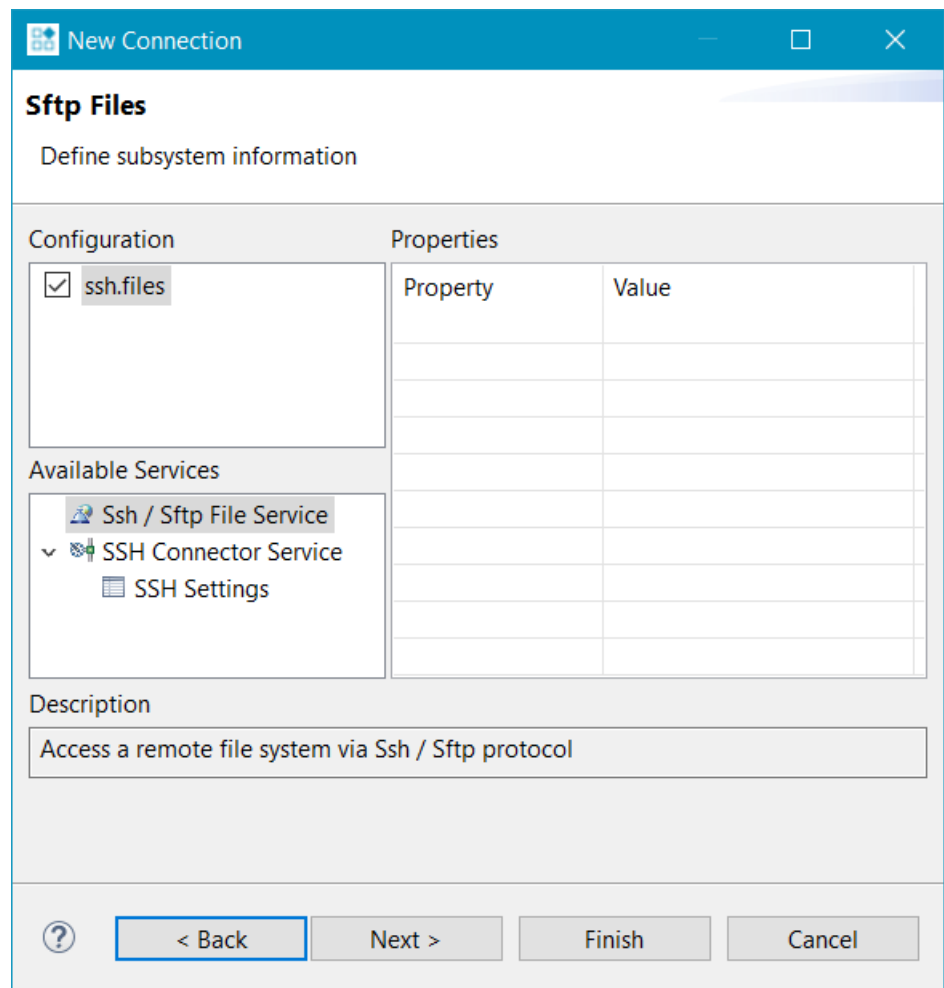 New Connection
Sftp Files
Define subsystem information
Configuration
ssh.files
Properties
Property Value
Available Services
Ssh / Sftp File Service
SSH Connector Service
SSH Settings
Description
Access a remote file system via Ssh / Sftp protocol
? < Back Next > Finish Cancel